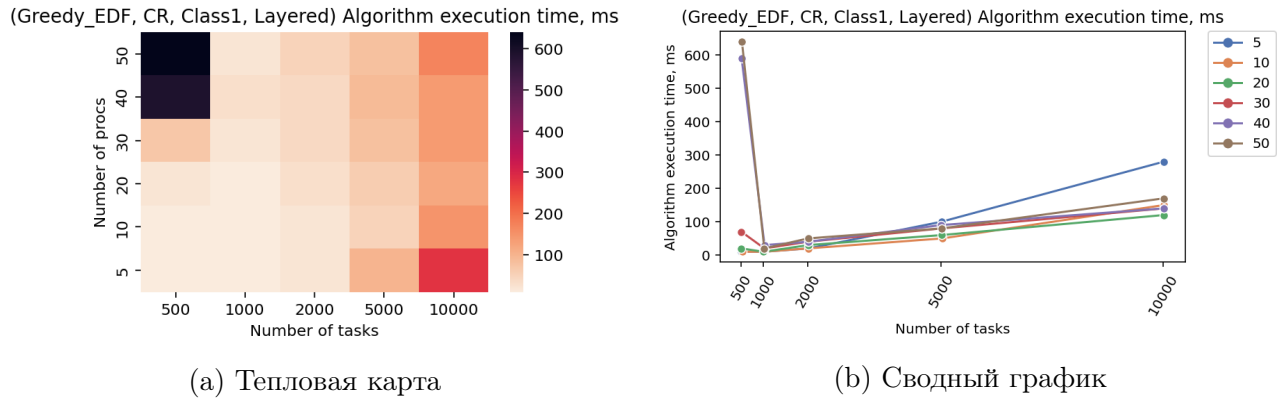 (Greedy_EDF, CR, Class1, Layered) Algorithm execution time, ms
Number of procs
50
40
30
20
10
5
500 1000 2000 5000 10000
Number of tasks
600
500
400
300
200
100
(a) Тепловая карта
(Greedy_EDF, CR, Class1, Layered) Algorithm execution time, ms
Algorithm execution time, ms
600
500
400
300
200
100
0
500 1000 2000 5000 10000
Number of tasks
5
10
20
30
40
50
(b) Сводный график